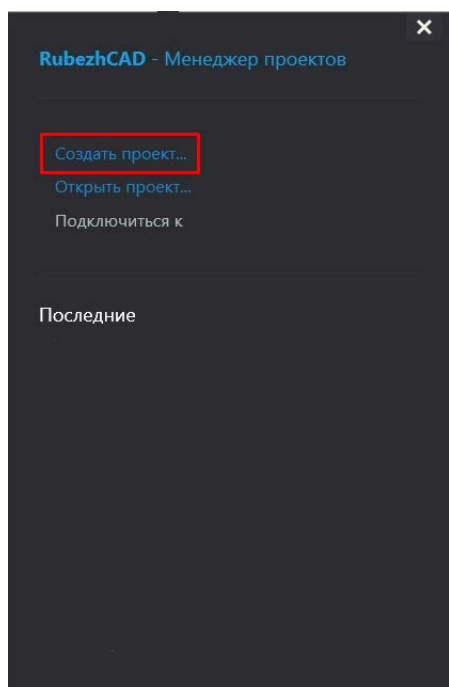 RubezhCAD - Менеджер проектов
Создать проект...
Открыть проект...
Подключиться к
Последние